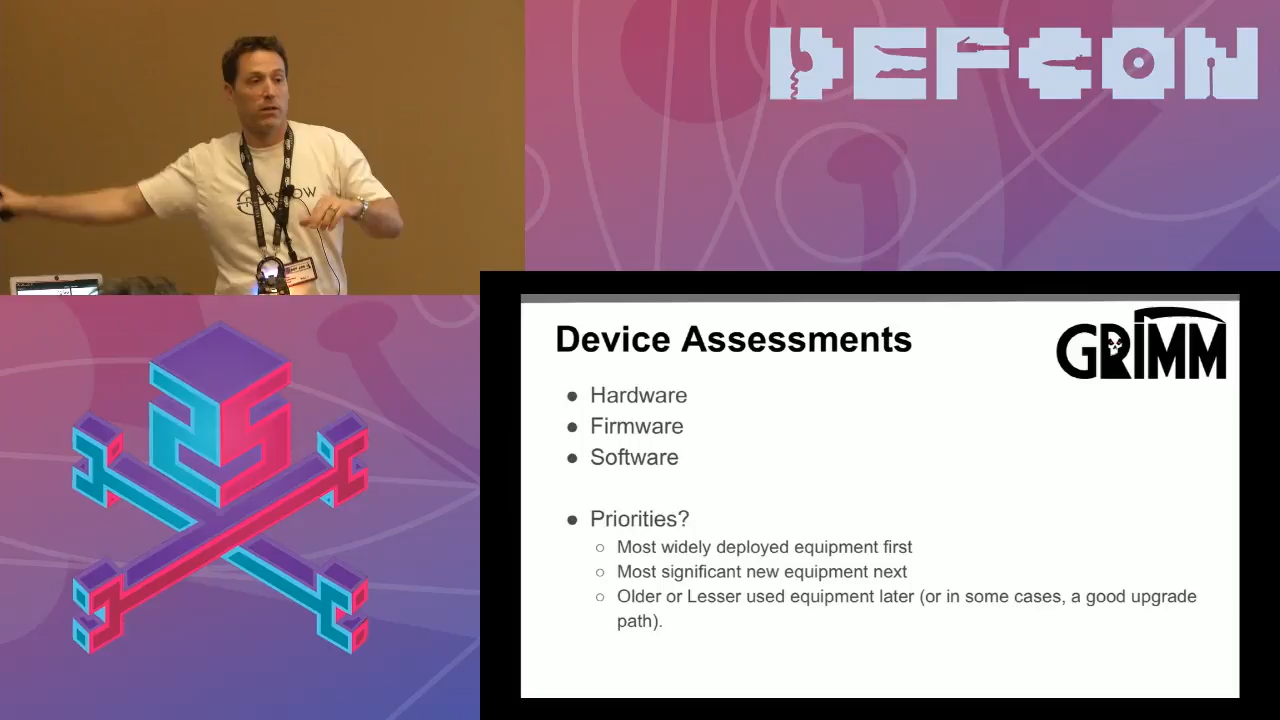 DEFCON
GRIMM
Device Assessments
● Hardware
● Firmware
● Software
● Priorities?
○ Most widely deployed equipment first
○ Most significant new equipment next
○ Older or Lesser used equipment later (or in some cases, a good upgrade
path).